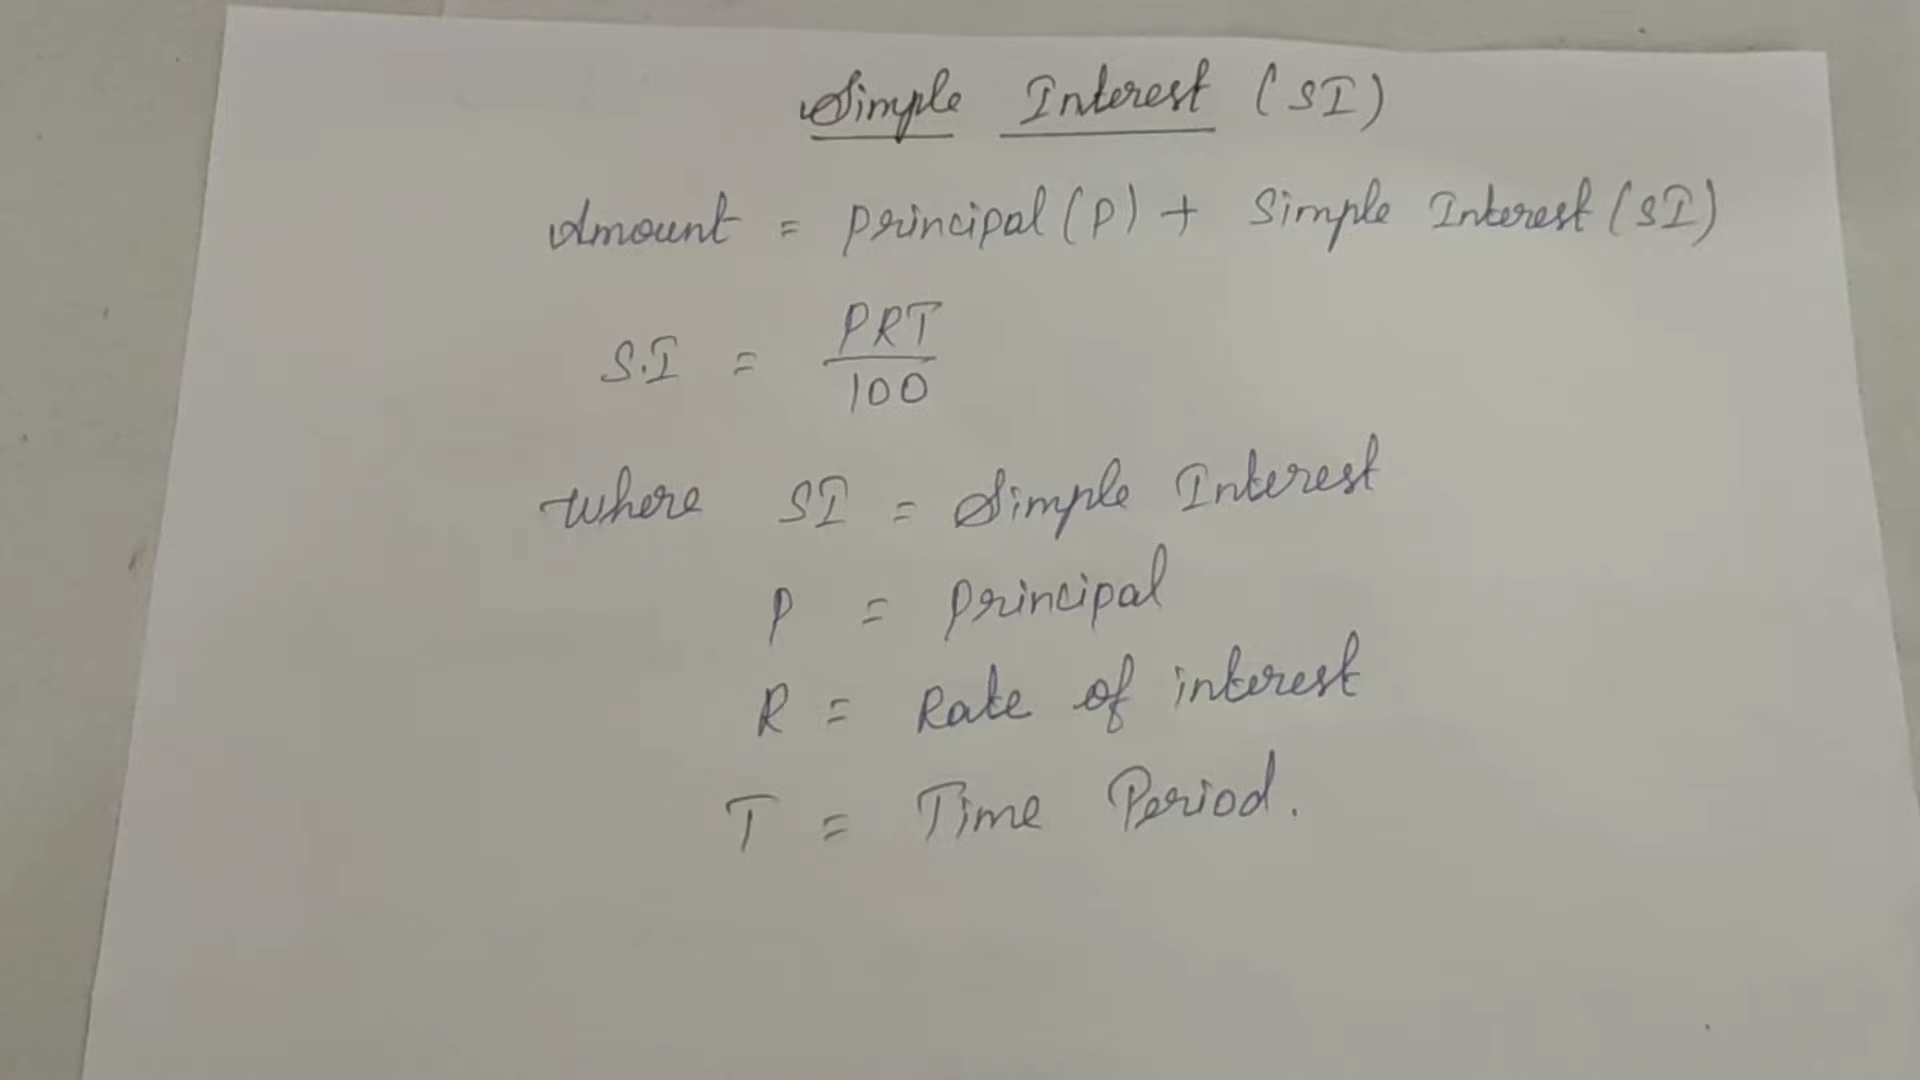 Simple Interest (SI)
Amount = Principal (P) + Simple Interest (SI)
S.I = PRT
100
Where SI = Simple Interest
P = Principal
R = Rate of interest
T = Time Period.